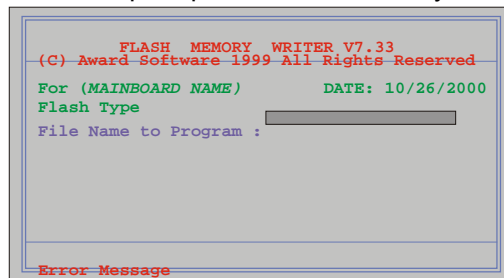 FLASH MEMORY WRITER V7.33
(C) Award Software 1999 All Rights Reserved
For (MAINBOARD NAME) DATE: 10/26/2000
Flash Type
File Name to Program :
Error Message